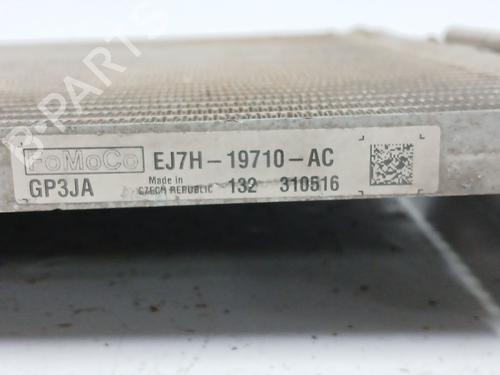 B-PARTS
FoMoCo EJ7H-19710-AC
GP3JA Made in CZECH REPUBLIC 132 310516